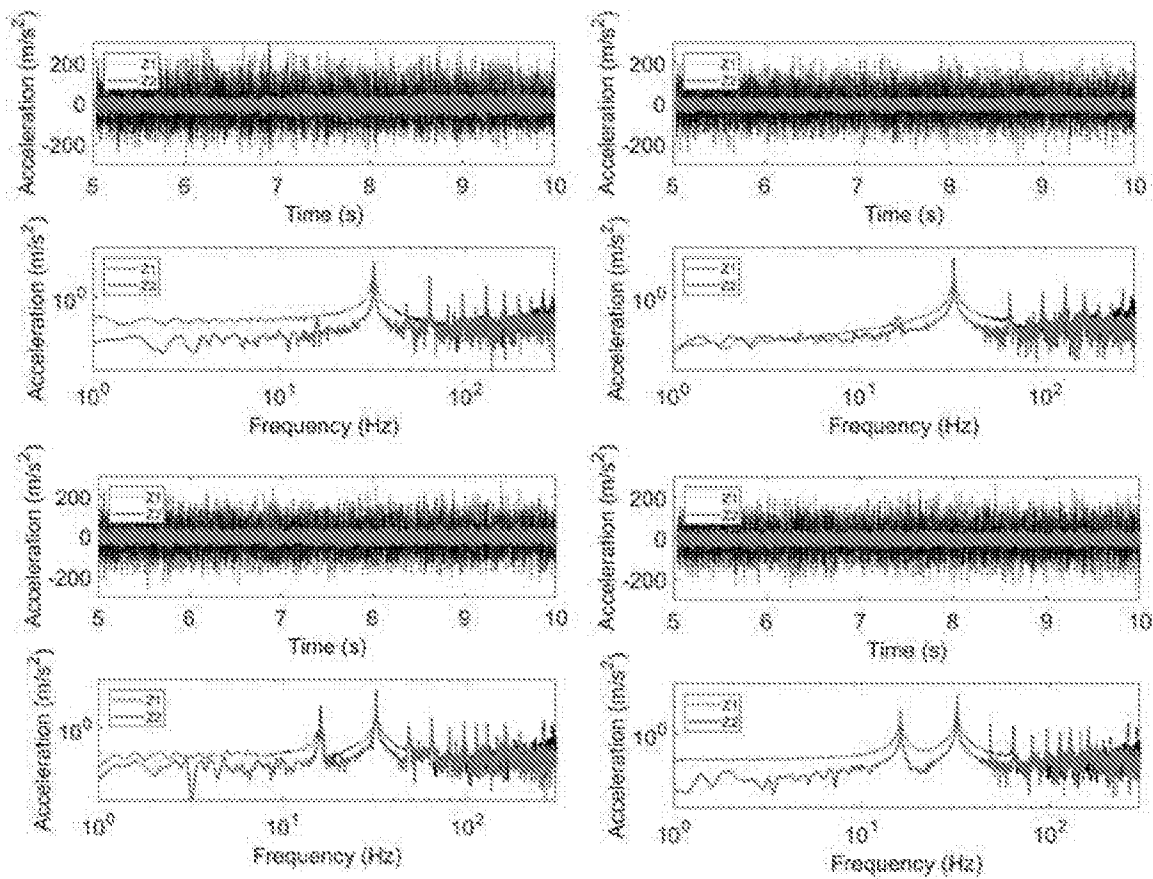 Acceleration (m/s²)
200
0
-200
Z1
Z2
5 6 7 8 9 10
Time (s)
Acceleration (m/s²)
200
0
-200
Z1
Z2
5 6 7 8 9 10
Time (s)
Acceleration (m/s²)
10⁰
Z1
Z2
10⁰ 10¹ 10²
Frequency (Hz)
Acceleration (m/s²)
10⁰
Z1
Z2
10⁰ 10¹ 10²
Frequency (Hz)
Acceleration (m/s²)
200
0
-200
Z1
Z2
5 6 7 8 9 10
Time (s)
Acceleration (m/s²)
200
0
-200
Z1
Z2
5 6 7 8 9 10
Time (s)
Acceleration (m/s²)
10⁰
Z1
Z2
10⁰ 10¹ 10²
Frequency (Hz)
Acceleration (m/s²)
10⁰
Z1
Z2
10⁰ 10¹ 10²
Frequency (Hz)